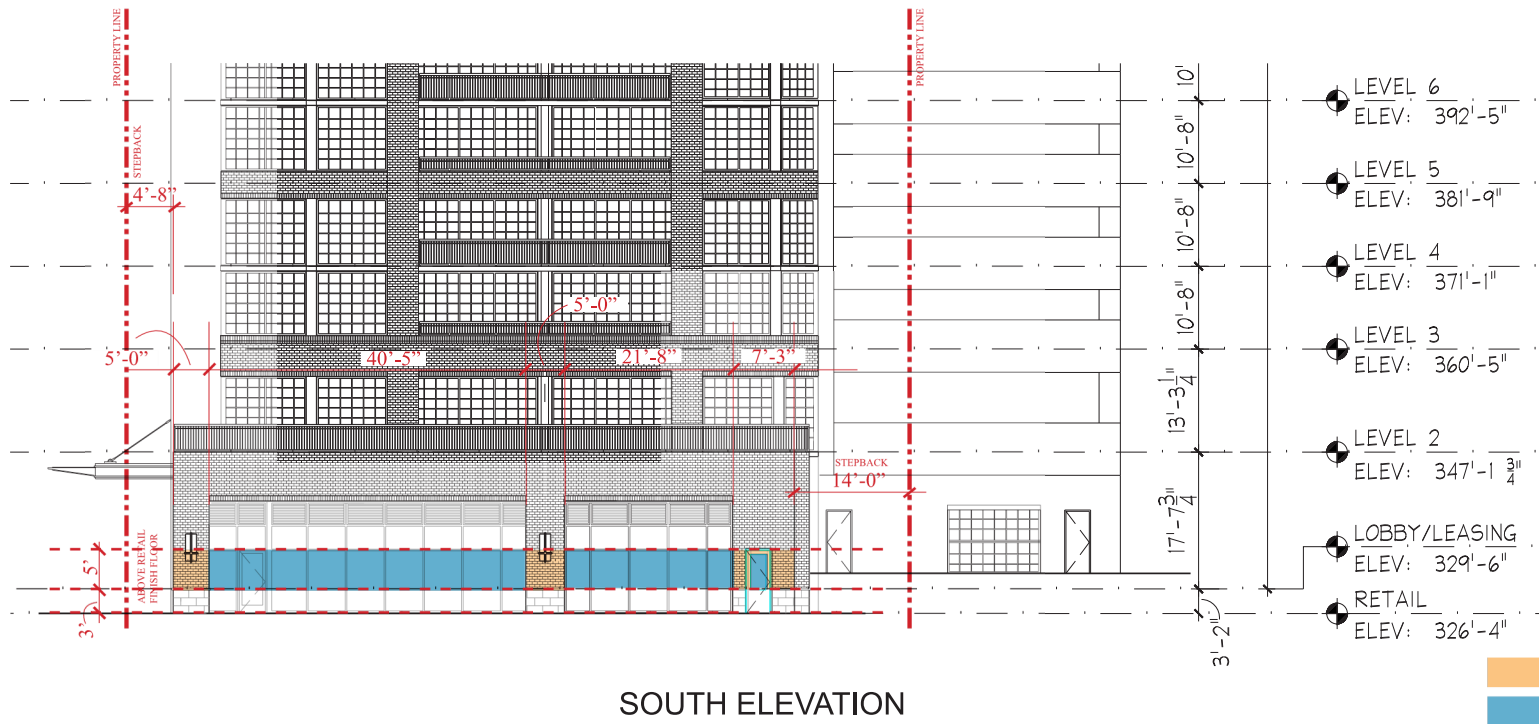 PROPERTY LINE
PROPERTY LINE
STEPBACK
4'-8"
5'-0"
40'-5"
5'-0"
21'-8"
7'-3"
STEPBACK
14'-0"
5'
ABOVE RETAIL
FINISH FLOOR
3'
10'
10'-8"
10'-8"
10'-8"
13'-3 1/4"
17'-7 3/4"
3'-2"
LEVEL 6
ELEV: 392'-5"
LEVEL 5
ELEV: 381'-9"
LEVEL 4
ELEV: 371'-1"
LEVEL 3
ELEV: 360'-5"
LEVEL 2
ELEV: 347'-1 3/4"
LOBBY/LEASING
ELEV: 329'-6"
RETAIL
ELEV: 326'-4"
SOUTH ELEVATION